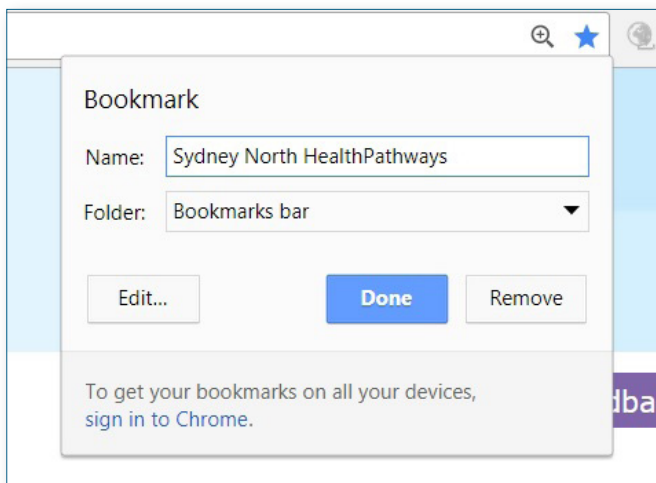 Bookmark
Name: Sydney North HealthPathways
Folder: Bookmarks bar
Edit... Done Remove
To get your bookmarks on all your devices,
sign in to Chrome.
dba